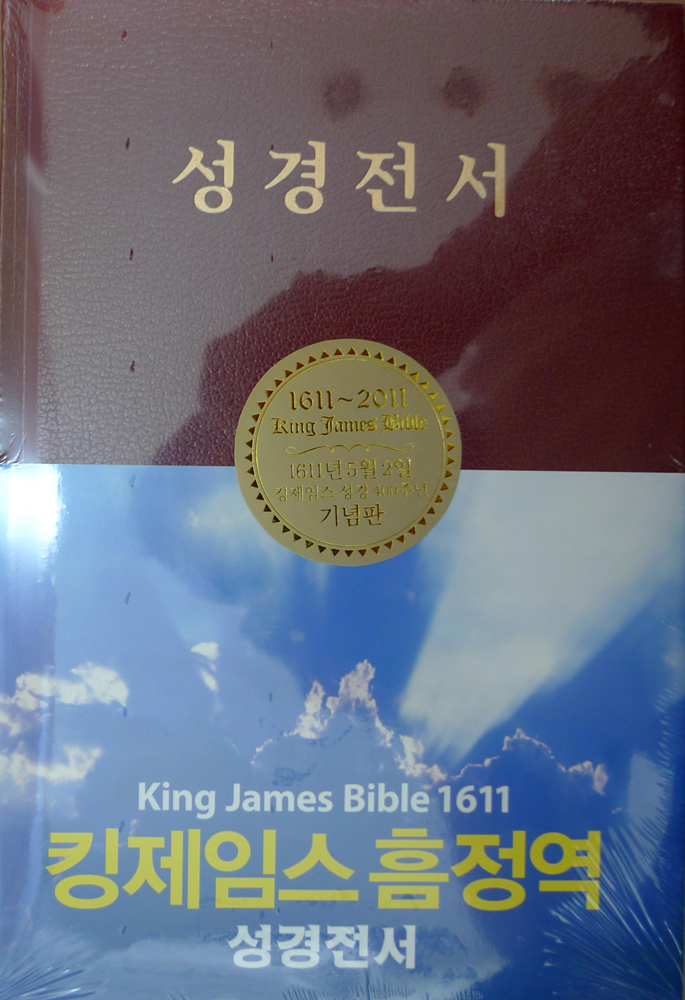 성경전서
1611~2011
King James Bible
1611년 5월 2일
킹제임스 성경 400주년
기념판
King James Bible 1611
킹제임스 흠정역
성경전서